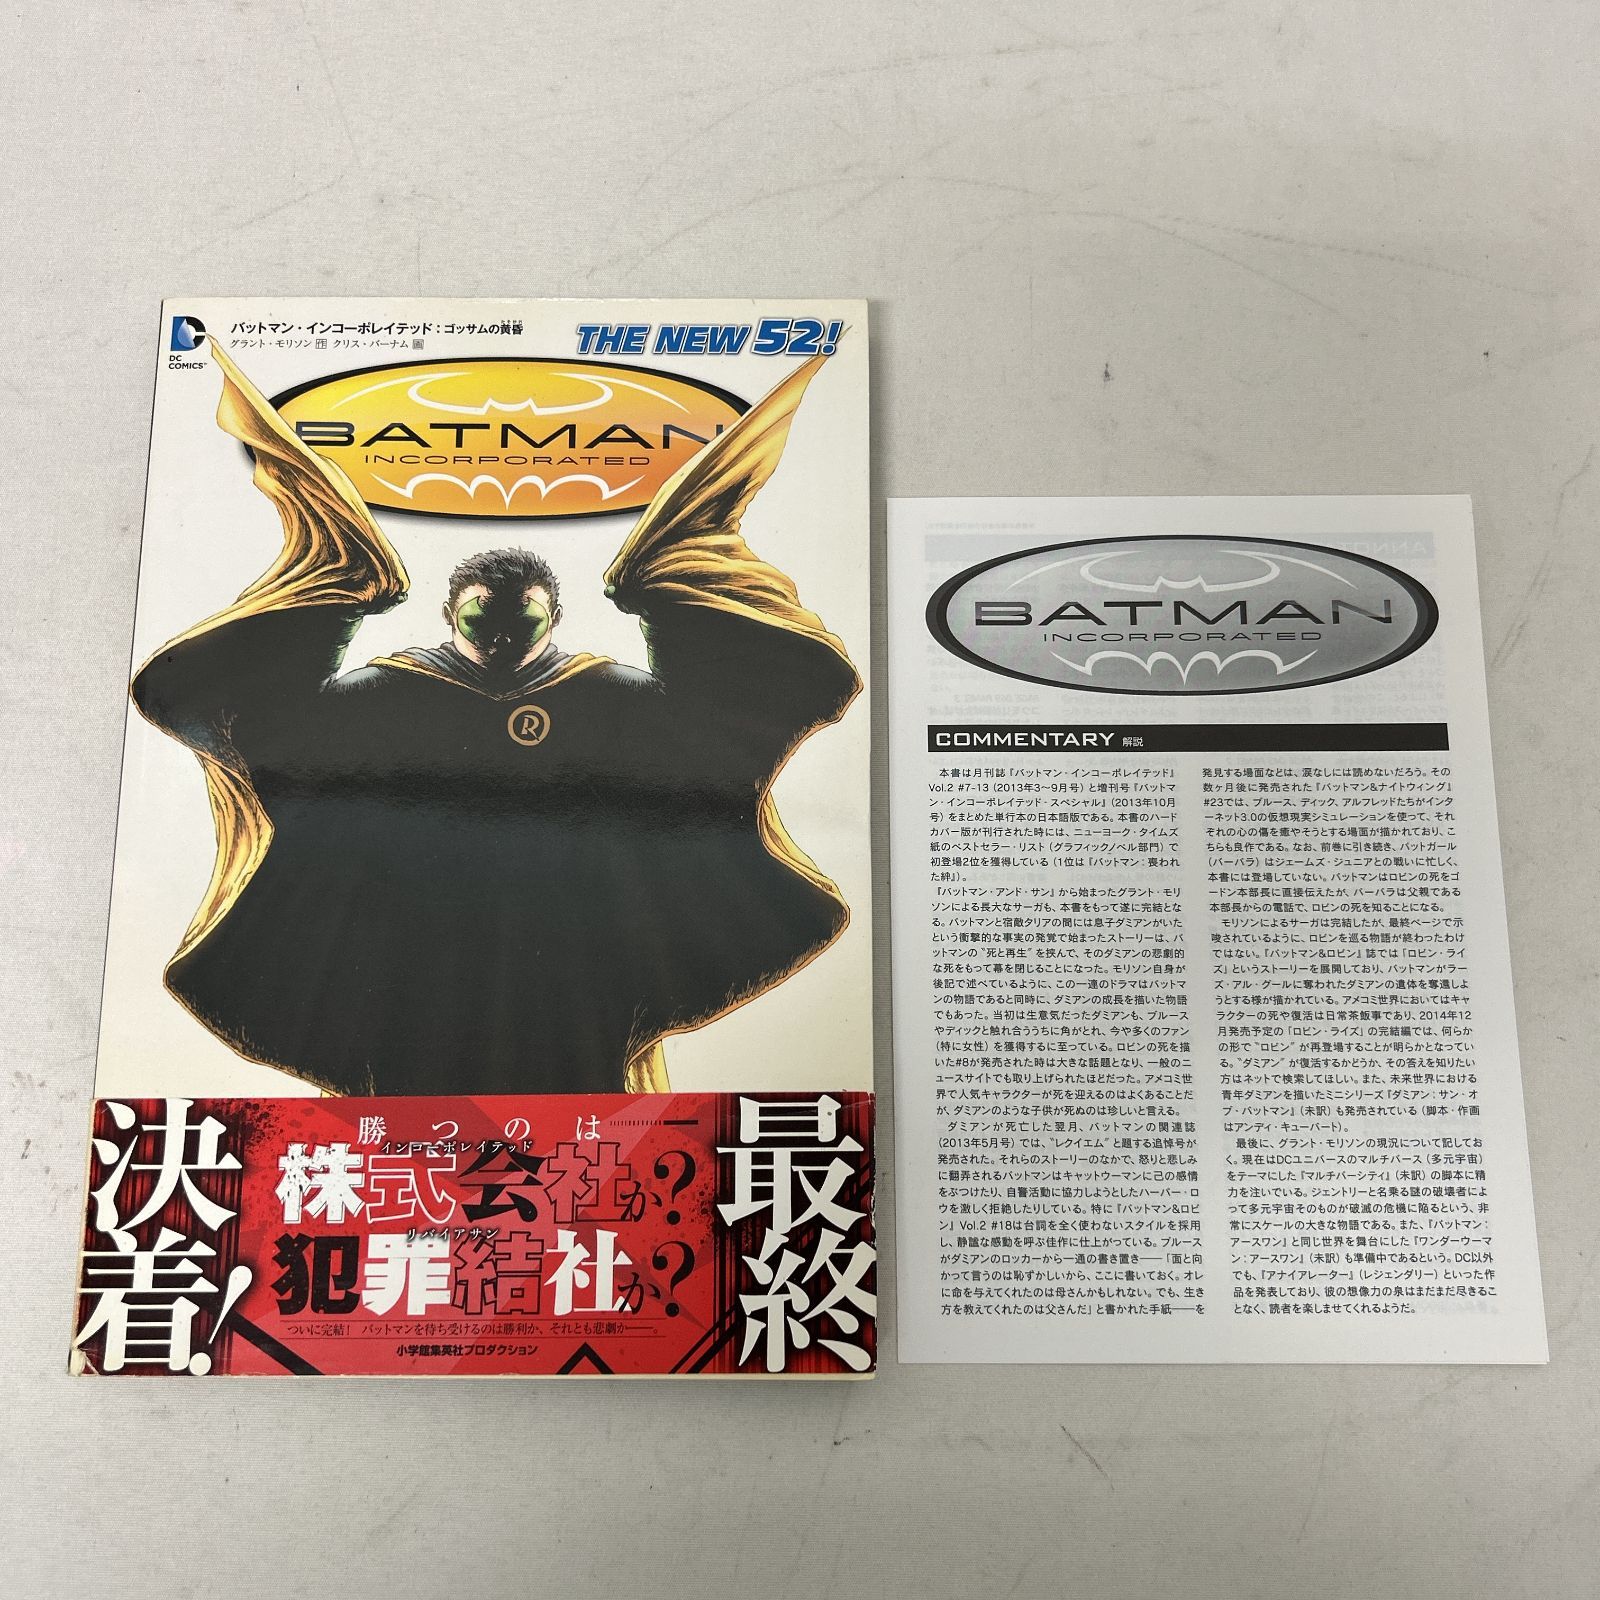 DC
COMICS™
バットマン・インコーポレイテッド：ゴッサムの黄昏
グラント・モリソン 作 クリス・バーナム 画
THE NEW 52!
BATMAN
INCORPORATED
R
最終
決着!
勝つのは
インコーポレイテッド
株式会社か?
リバイアサン
犯罪結社か?
ついに完結！ バットマンを待ち受けるのは勝利か、それとも悲劇か――。
小学館集英社プロダクション
BATMAN
INCORPORATED
COMMENTARY 解説
本書は月刊誌『バットマン・インコーポレイテッド』
Vol.2 #7-13（2013年3〜9月号）と増刊号『バットマ
ン・インコーポレイテッド・スペシャル』（2013年10月
号）をまとめた単行本の日本語版である。本書のハード
カバー版が刊行された時には、ニューヨーク・タイムズ
紙のベストセラー・リスト（グラフィックノベル部門）で
初登場2位を獲得している（1位は『バットマン：喪われ
た絆』）。
『バットマン・アンド・サン』から始まったグラント・モリ
ソンによる長大なサーガも、本書をもって遂に完結とな
る。バットマンと宿敵タリアの間には息子ダミアンがいた
という衝撃的な事実の発覚で始まったストーリーは、バ
ットマンの“死と再生”を挟んで、そのダミアンの悲劇的
な死をもって幕を閉じることになった。モリソン自身が
後記で述べているように、この一連のドラマはバットマ
ンの物語であると同時に、ダミアンの成長を描いた物語
でもあった。当初は生意気だったダミアンも、ブルース
やディックと触れ合ううちに角がとれ、今や多くのファン
（特に女性）を獲得するに至っている。ロビンの死を描
いた#8が発売された時は大きな話題となり、一般のニ
ュースサイトでも取り上げられたほどだった。アメコミ世
界で人気キャラクターが死を迎えるのはよくあることだ
が、ダミアンのような子供が死ぬのは珍しいと言える。
ダミアンが死亡した翌月、バットマンの関連誌
（2013年5月号）では、“レクイエム”と題する追悼号が
発売された。それらのストーリーのなかで、怒りと悲しみ
に翻弄されるバットマンはキャットウーマンに己の感情
をぶつけたり、自警活動に協力しようとしたハーパー・ロ
ウを激しく拒絶したりしている。特に『バットマン&ロビ
ン』Vol.2 #18は台詞を全く使わないスタイルを採用
し、静謐な感動を呼ぶ佳作に仕上がっている。ブルース
がダミアンのロッカーから一通の書き置き――「面と向
かって言うのは恥ずかしいから、ここに書いておく。オレ
に命を与えてくれたのは母さんかもしれない。でも、生き
方を教えてくれたのは父さんだ」と書かれた手紙――を
発見する場面などは、涙なしには読めないだろう。その
数ヶ月後に発売された『バットマン&ナイトウィング』
#23では、ブルース、ディック、アルフレッドたちがインタ
ーネット3.0の仮想現実シミュレーションを使って、それ
ぞれの心の傷を癒やそうとする場面が描かれており、こ
ちらも良作である。なお、前巻に引き続き、バットガール
（バーバラ）はジェームズ・ジュニアとの戦いに忙しく、
本書には登場していない。バットマンはロビンの死をゴ
ードン本部長に直接伝えたが、バーバラは父親である
本部長からの電話で、ロビンの死を知ることになる。
モリソンによるサーガは完結したが、最終ページで示
唆されているように、ロビンを巡る物語が終わったわけ
ではない。『バットマン&ロビン』誌では「ロビン・ライ
ズ」というストーリーを展開しており、バットマンがラー
ズ・アル・グールに奪われたダミアンの遺体を奪還しよ
うとする様が描かれている。アメコミ世界においてはキャ
ラクターの死や復活は日常茶飯事であり、2014年12
月発売予定の「ロビン・ライズ」の完結編では、何らか
の形で“ロビン”が再登場することが明らかとなってい
る。“ダミアン”が復活するかどうか、その答えを知りたい
方はネットで検索してほしい。また、未来世界における
青年ダミアンを描いたミニシリーズ『ダミアン：サン・オ
ブ・バットマン』（未訳）も発売されている（脚本・作画
はアンディ・キューバート）。
最後に、グラント・モリソンの現況について記してお
く。現在はDCユニバースのマルチバース（多元宇宙）
をテーマにした『マルチバーシティ』（未訳）の脚本に精
力を注いでいる。ジェントリーと名乗る謎の破壊者によ
って多元宇宙そのものが破滅の危機に陥るという、非
常にスケールの大きな物語である。また、『バットマン：
アースワン』と同じ世界を舞台にした『ワンダーウーマ
ン：アースワン』（未訳）も準備中であるという。DC以外
でも、『アナイアレーター』（レジェンダリー）といった作
品を発表しており、彼の想像力の泉はまだまだ尽きるこ
となく、読者を楽しませてくれるようだ。